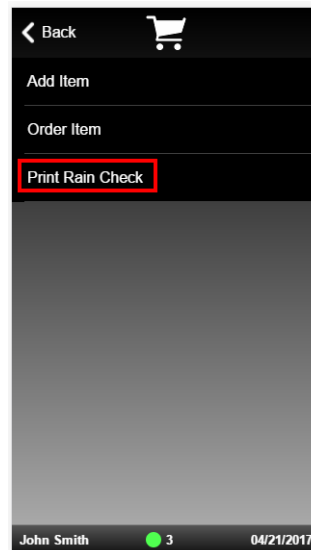 Back
Add Item
Order Item
Print Rain Check
John Smith 3 04/21/2017